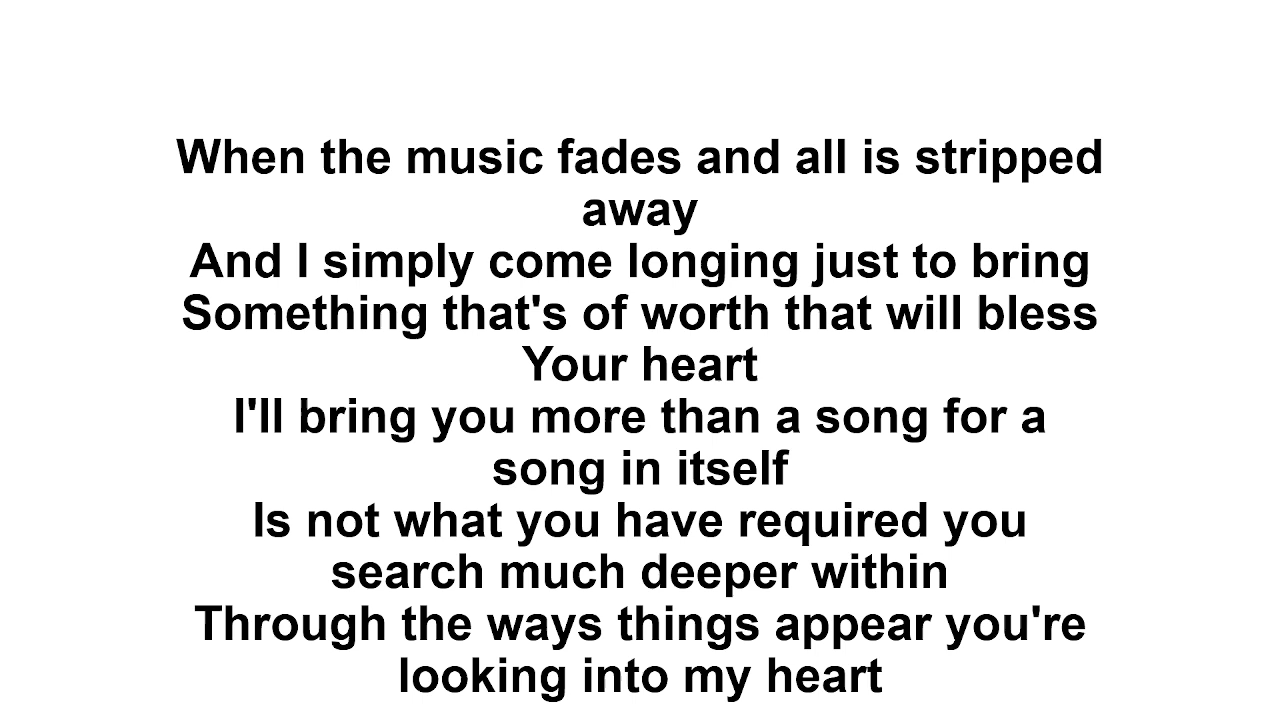 When the music fades and all is stripped
away
And I simply come longing just to bring
Something that's of worth that will bless
Your heart
I'll bring you more than a song for a
song in itself
Is not what you have required you
search much deeper within
Through the ways things appear you're
looking into my heart